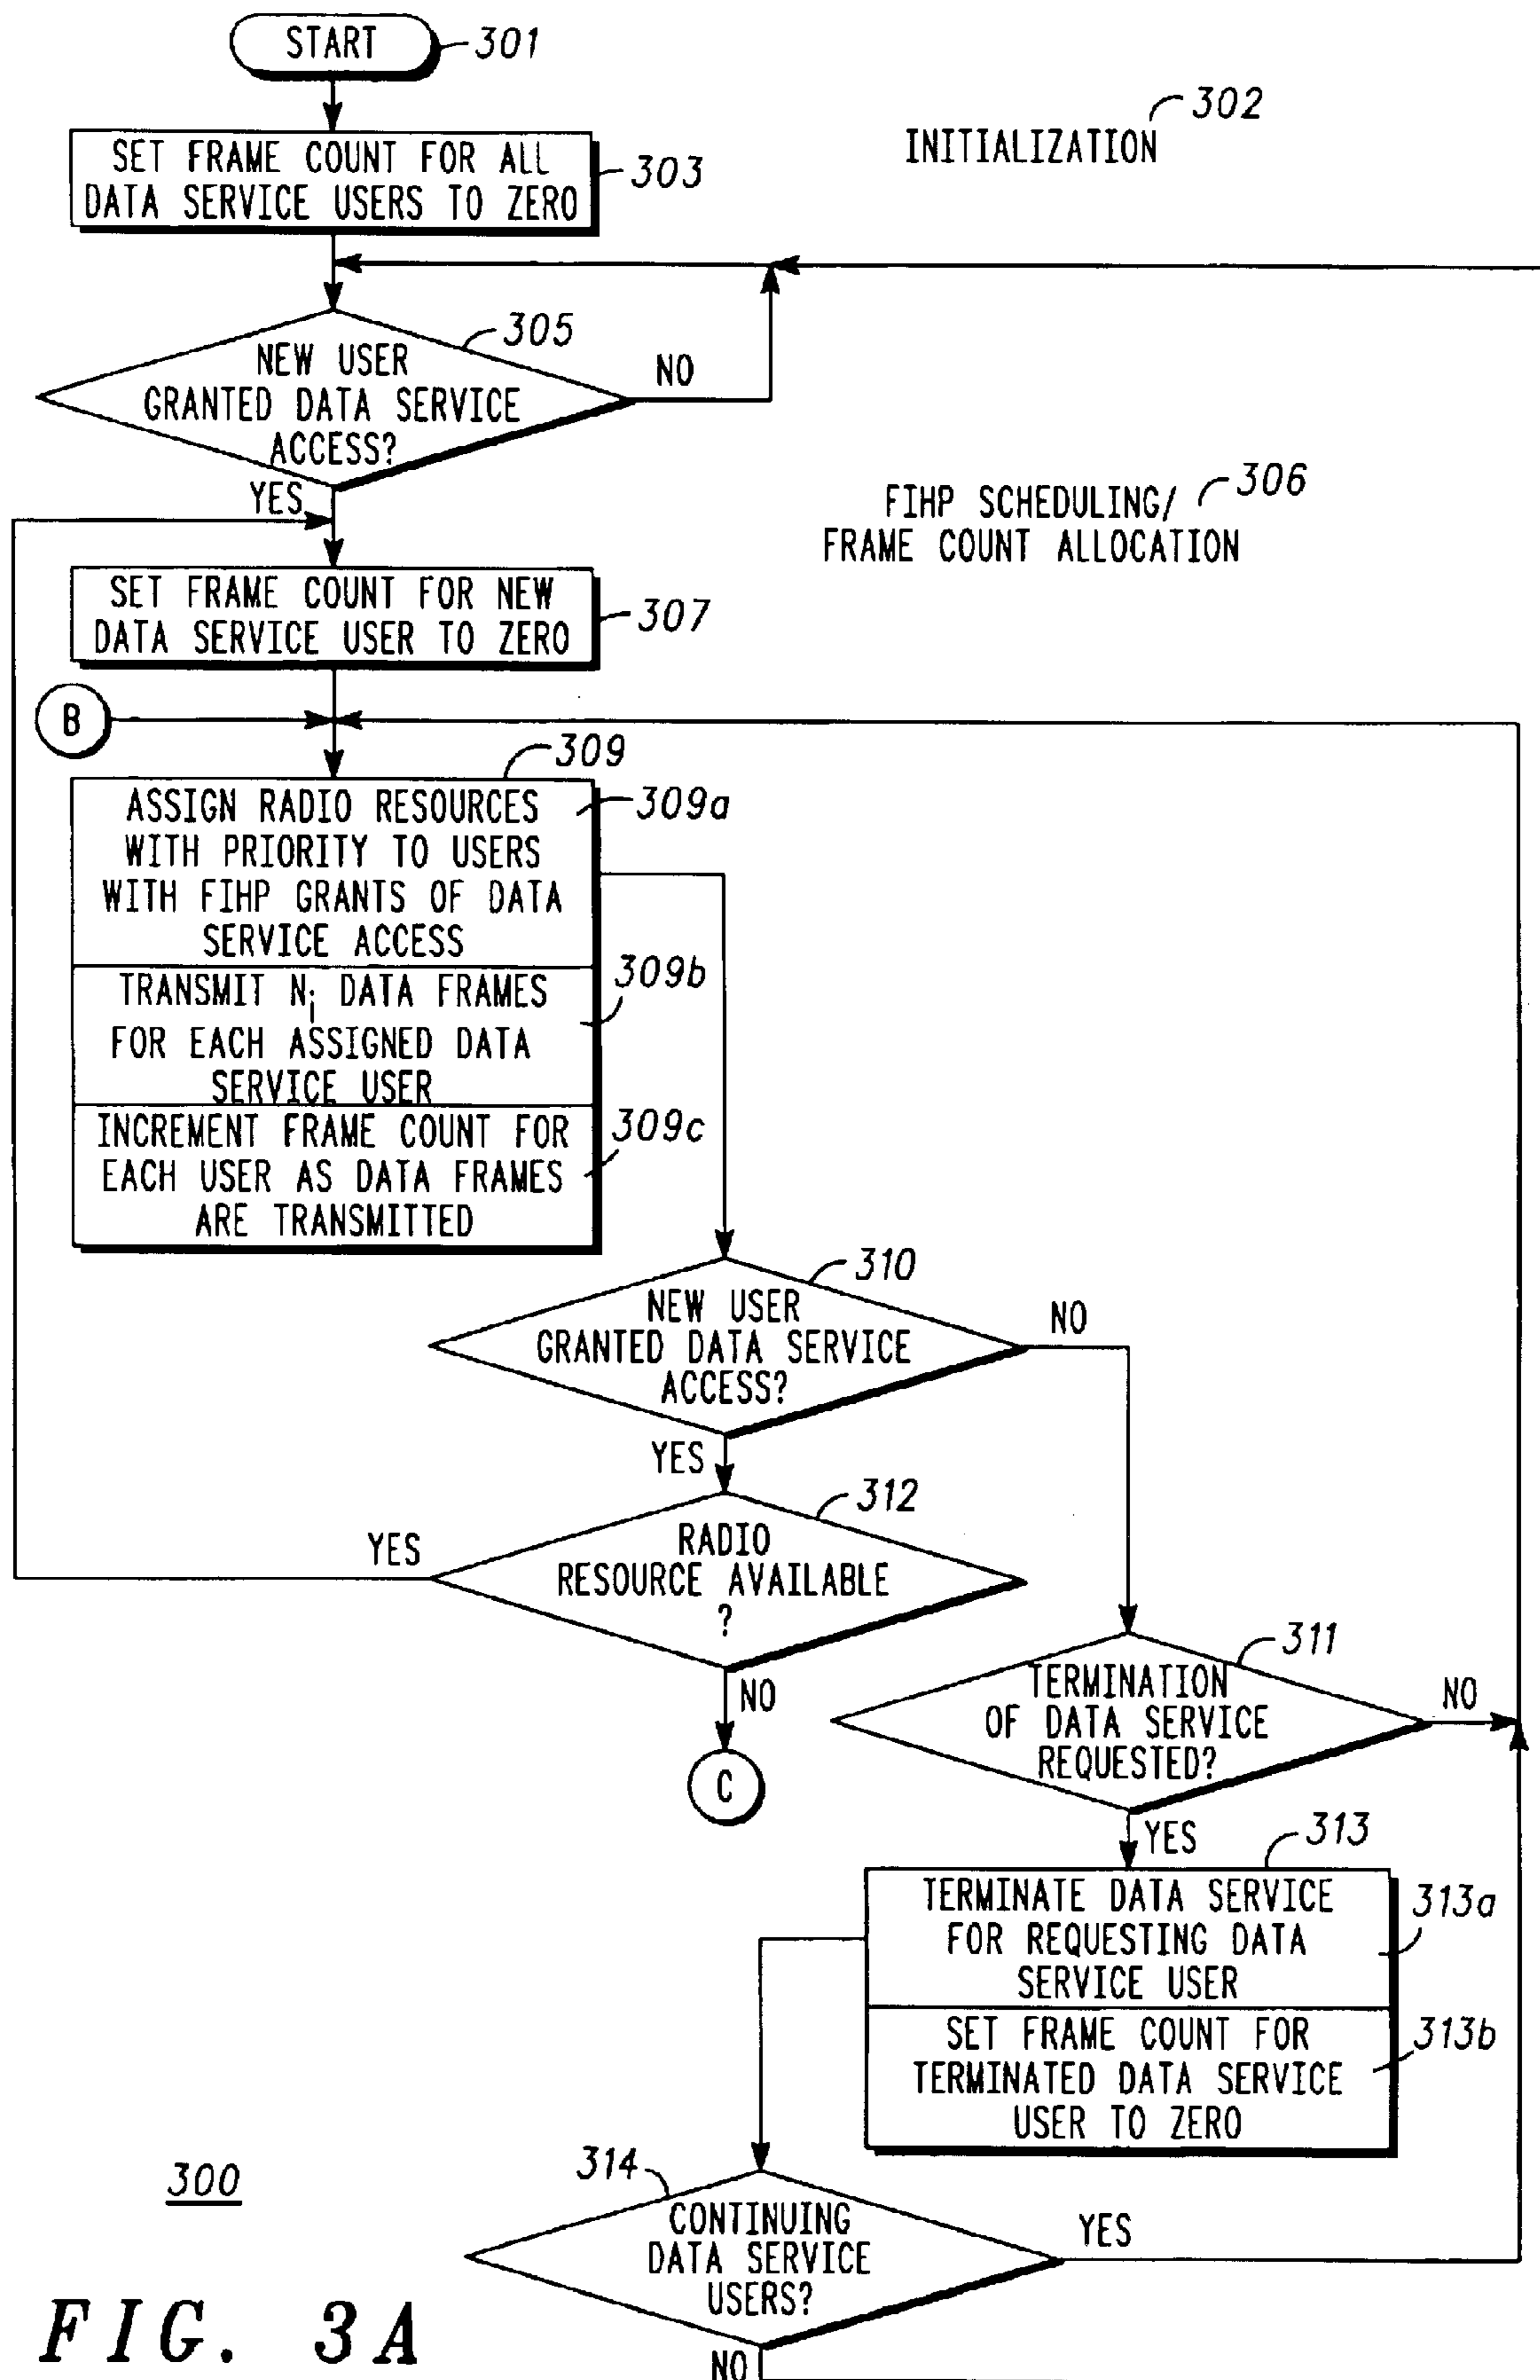 START
301
302
INITIALIZATION
SET FRAME COUNT FOR ALL
DATA SERVICE USERS TO ZERO
303
305
NEW USER
GRANTED DATA SERVICE
ACCESS?
NO
YES
FIHP SCHEDULING/
FRAME COUNT ALLOCATION
306
SET FRAME COUNT FOR NEW
DATA SERVICE USER TO ZERO
307
B
309
ASSIGN RADIO RESOURCES
WITH PRIORITY TO USERS
WITH FIHP GRANTS OF DATA
SERVICE ACCESS
309a
TRANSMIT Ni DATA FRAMES
FOR EACH ASSIGNED DATA
SERVICE USER
309b
INCREMENT FRAME COUNT FOR
EACH USER AS DATA FRAMES
ARE TRANSMITTED
309c
310
NEW USER
GRANTED DATA SERVICE
ACCESS?
NO
YES
312
RADIO
RESOURCE AVAILABLE
?
YES
NO
C
311
TERMINATION
OF DATA SERVICE
REQUESTED?
NO
YES
313
TERMINATE DATA SERVICE
FOR REQUESTING DATA
SERVICE USER
313a
SET FRAME COUNT FOR
TERMINATED DATA SERVICE
USER TO ZERO
313b
314
CONTINUING
DATA SERVICE
USERS?
YES
NO
300
FIG. 3A